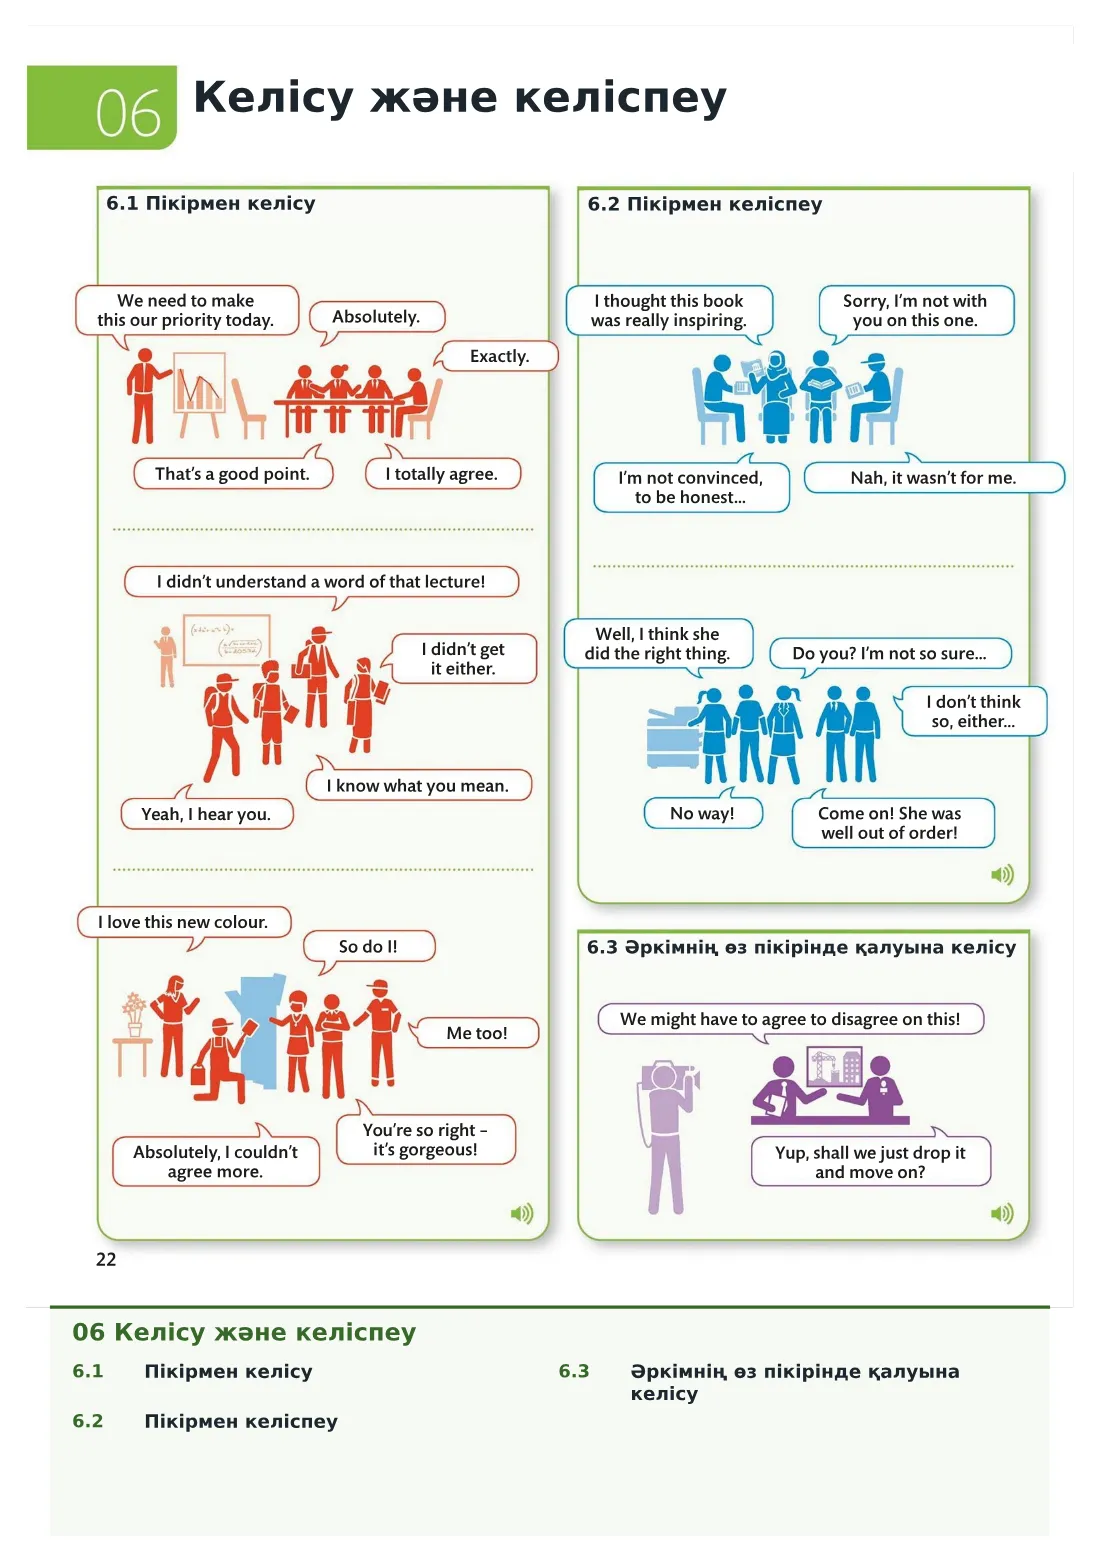 06
Келісу және келіспеу
6.1 Пікірмен келісу
We need to make
this our priority today.
Absolutely.
Exactly.
That's a good point.
I totally agree.
I didn't understand a word of that lecture!
I didn't get
it either.
I know what you mean.
Yeah, I hear you.
I love this new colour.
So do I!
Me too!
You're so right –
it's gorgeous!
Absolutely, I couldn't
agree more.
6.2 Пікірмен келіспеу
I thought this book
was really inspiring.
Sorry, I'm not with
you on this one.
I'm not convinced,
to be honest...
Nah, it wasn't for me.
Well, I think she
did the right thing.
Do you? I'm not so sure...
I don't think
so, either...
No way!
Come on! She was
well out of order!
6.3 Әркімнің өз пікірінде қалуына келісу
We might have to agree to disagree on this!
Yup, shall we just drop it
and move on?
22
06 Келісу және келіспеу
6.1 Пікірмен келісу
6.2 Пікірмен келіспеу
6.3 Әркімнің өз пікірінде қалуына
келісу